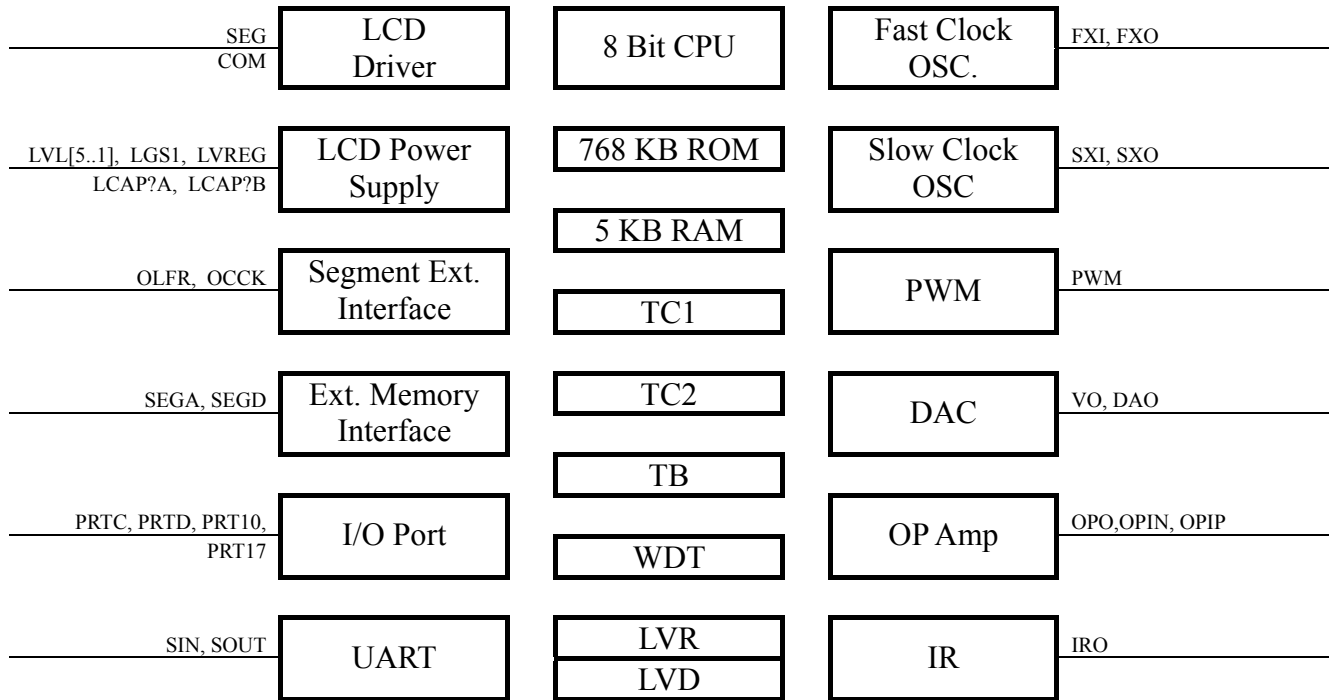 SEG
COM
LCD
Driver
8 Bit CPU
Fast Clock
OSC.
FXI, FXO
LVL[5..1], LGS1, LVREG
LCAP?A, LCAP?B
LCD Power
Supply
768 KB ROM
Slow Clock
OSC
SXI, SXO
5 KB RAM
OLFR, OCCK
Segment Ext.
Interface
TC1
PWM
PWM
SEGA, SEGD
Ext. Memory
Interface
TC2
DAC
VO, DAO
TB
PRTC, PRTD, PRT10,
PRT17
I/O Port
WDT
OP Amp
OPO,OPIN, OPIP
SIN, SOUT
UART
LVR
LVD
IR
IRO